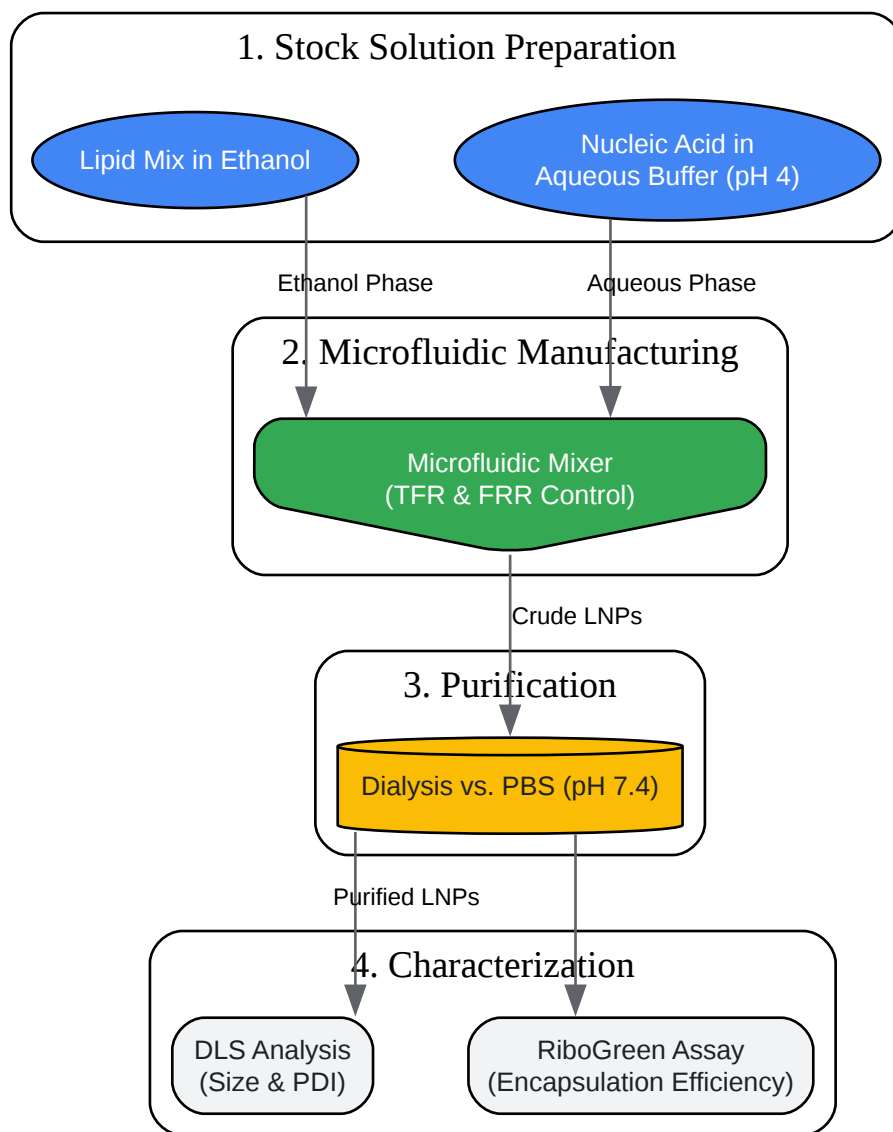 1. Stock Solution Preparation
Lipid Mix in Ethanol
Nucleic Acid in
Aqueous Buffer (pH 4)
Ethanol Phase
Aqueous Phase
2. Microfluidic Manufacturing
Microfluidic Mixer
(TFR & FRR Control)
Crude LNPs
3. Purification
Dialysis vs. PBS (pH 7.4)
Purified LNPs
4. Characterization
DLS Analysis
(Size & PDI)
RiboGreen Assay
(Encapsulation Efficiency)